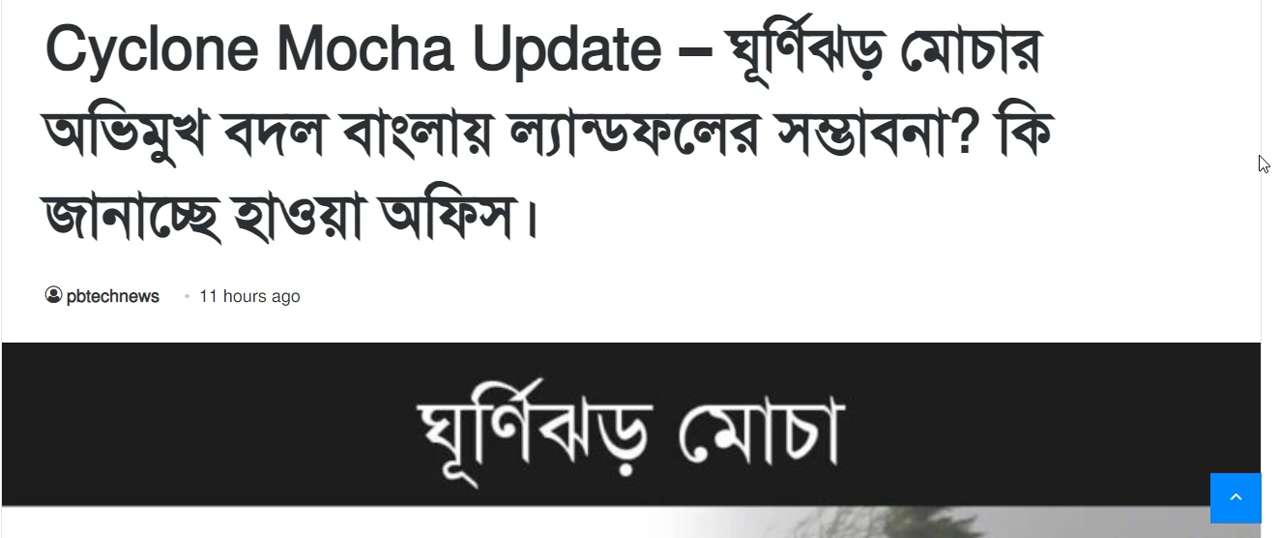 Cyclone Mocha Update – ঘূর্ণিঝড় মোচার
অভিমুখ বদল বাংলায় ল্যান্ডফলের সম্ভাবনা? কি
জানাচ্ছে হাওয়া অফিস।
pbtechnews • 11 hours ago
ঘূর্ণিঝড় মোচা